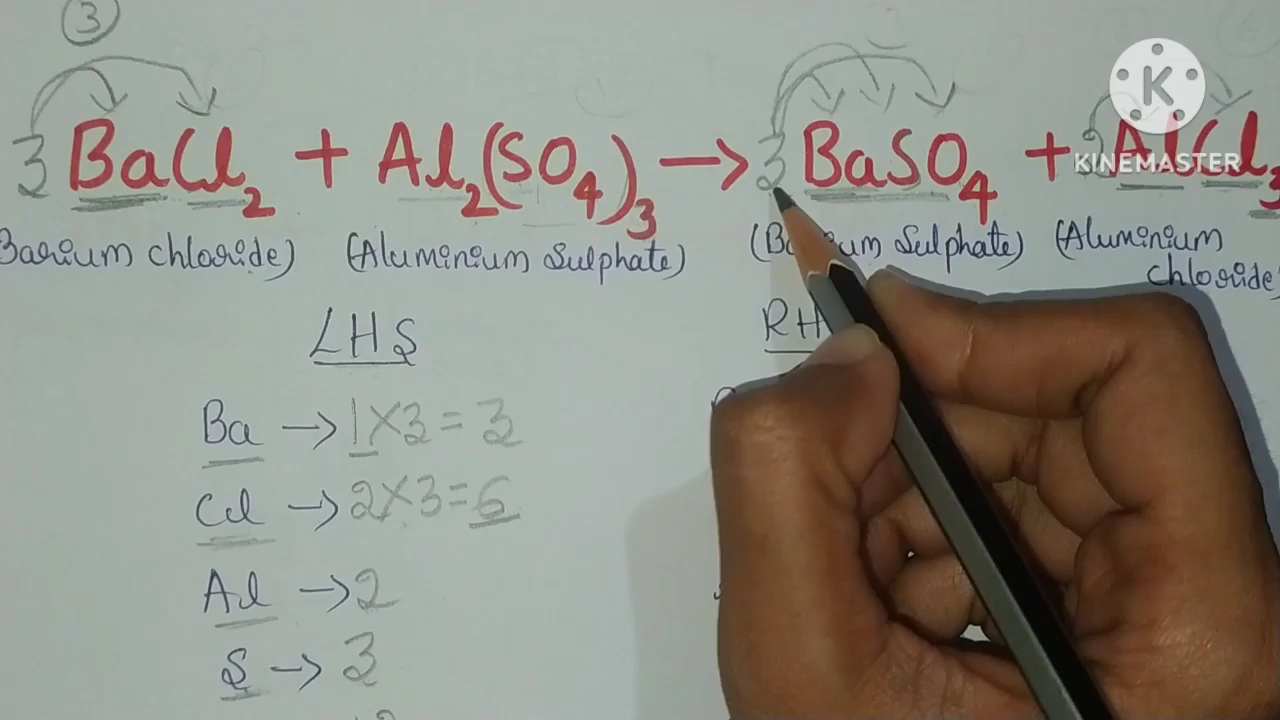 3
3 BaCl2 + Al2(SO4)3 → 3 BaSO4 + AlCl3
KINEMASTER
Barium chloride) (Aluminium Sulphate) (Barium Sulphate) (Aluminium chloride)
LHS RH
Ba → 1×3=3
Cl → 2×3=6
Al → 2
S → 3